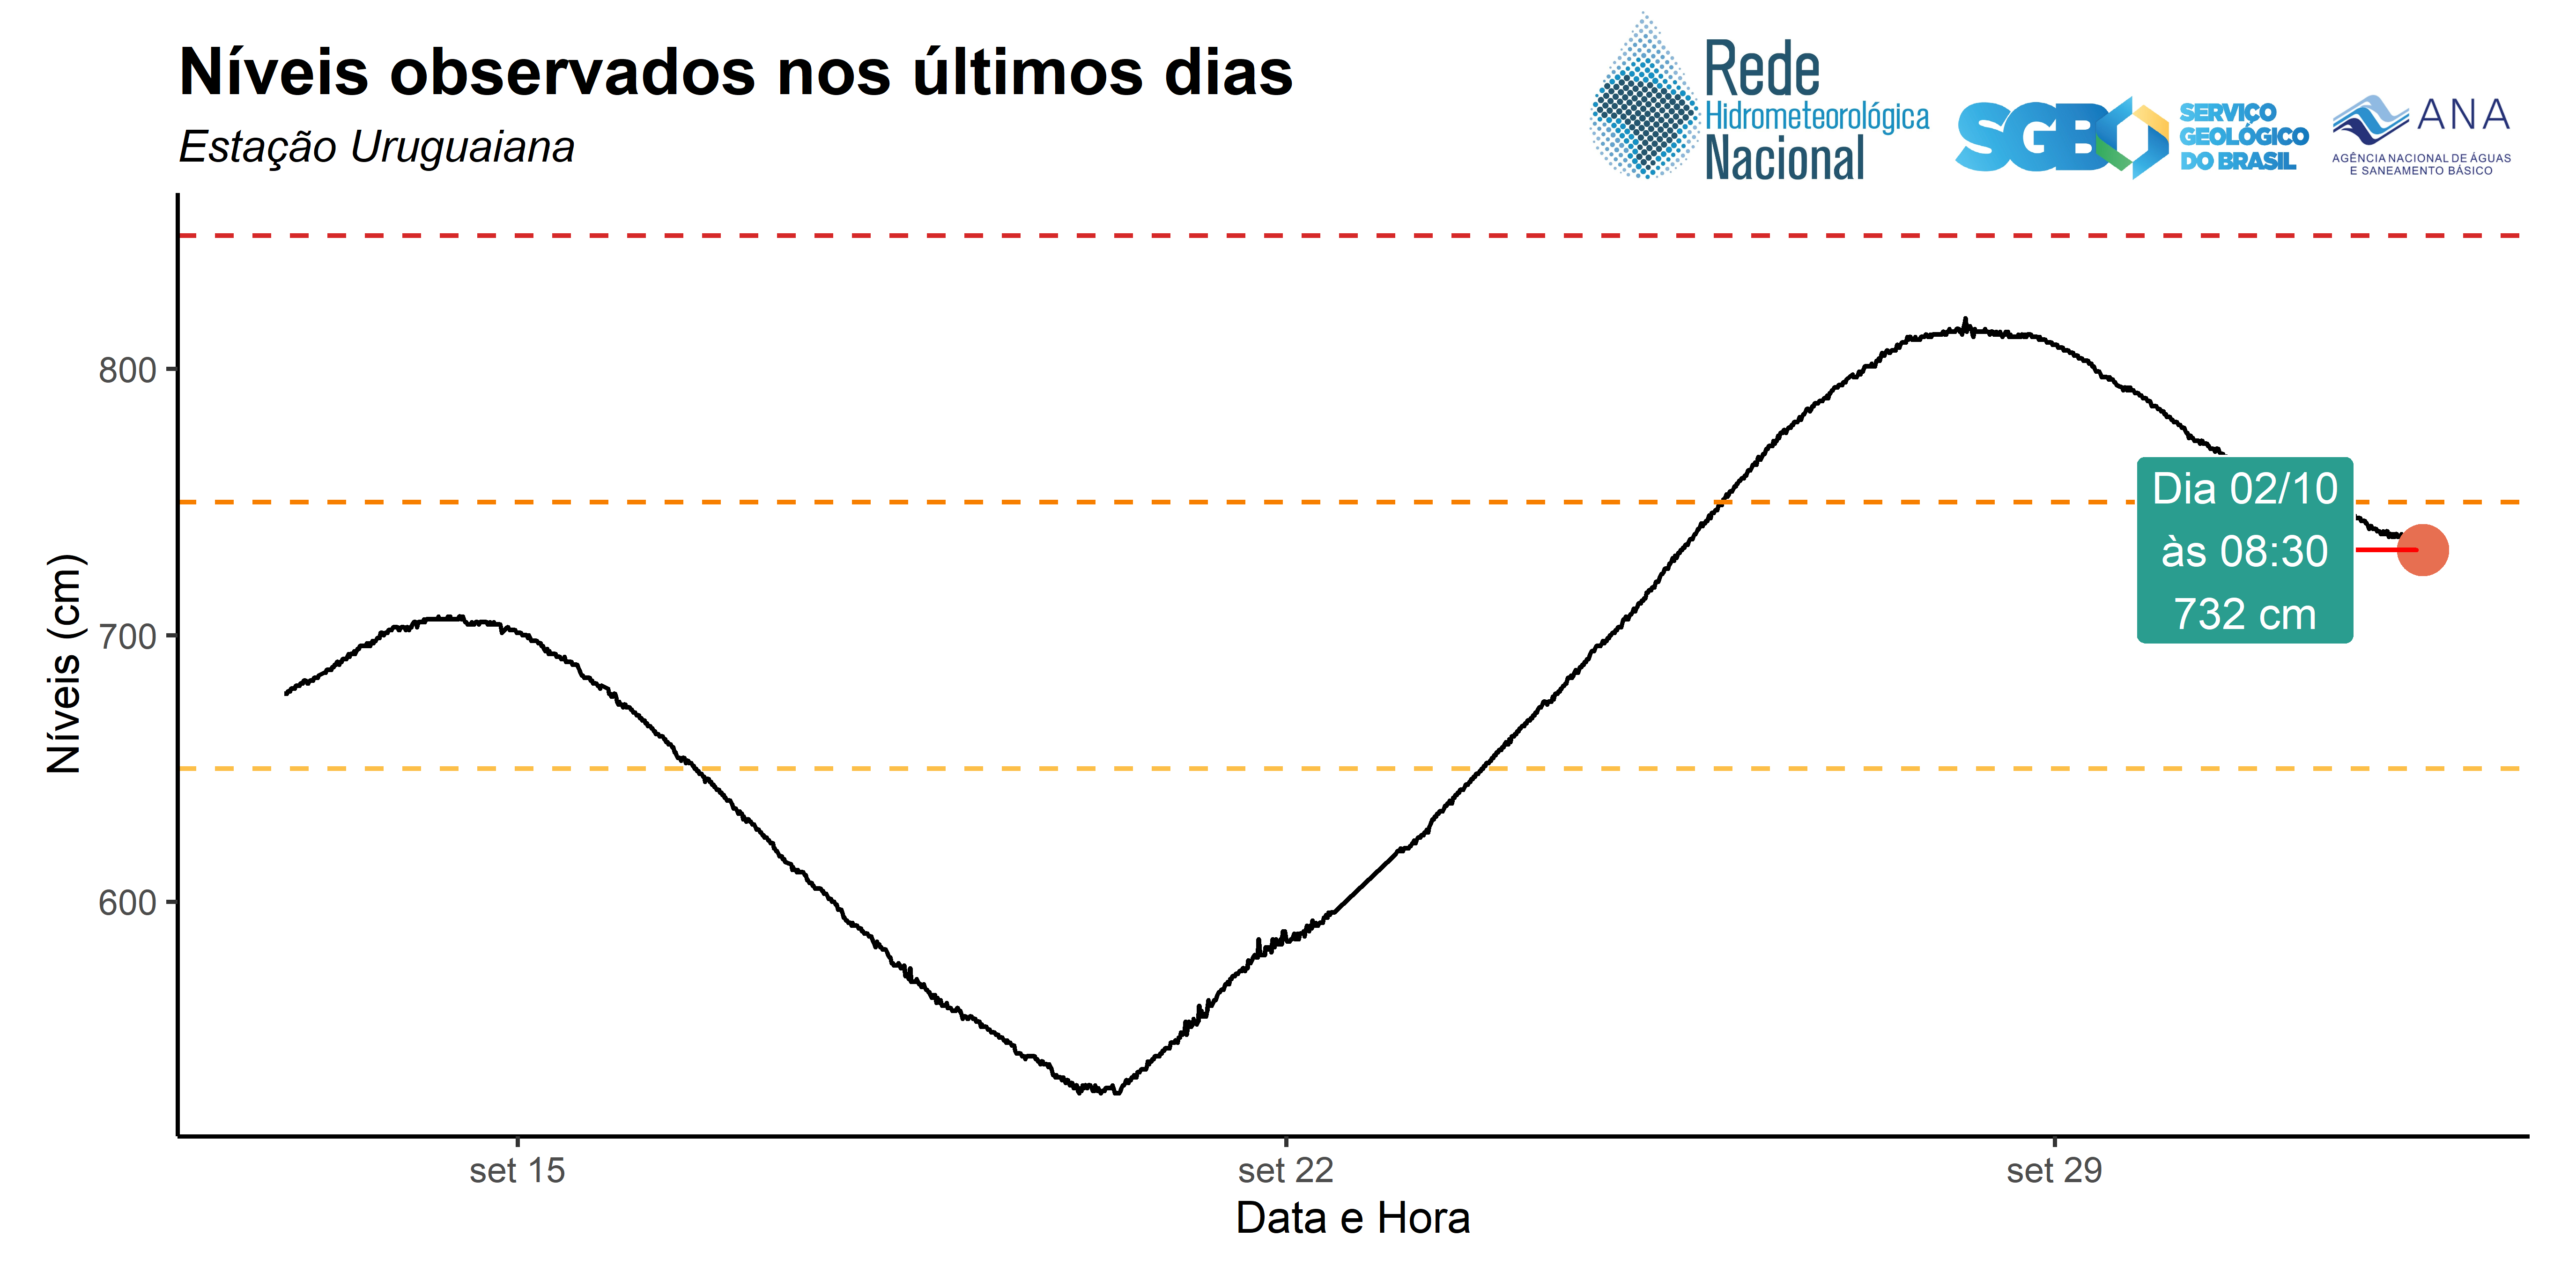 Níveis observados nos últimos dias
Estação Uruguaiana
Rede
Hidrometeorológica
Nacional
SGB
SERVIÇO
GEOLÓGICO
DO BRASIL
ANA
AGÊNCIA NACIONAL DE ÁGUAS
E SANEAMENTO BÁSICO
Níveis (cm)
800
700
600
Dia 02/10
às 08:30
732 cm
set 15
set 22
set 29
Data e Hora